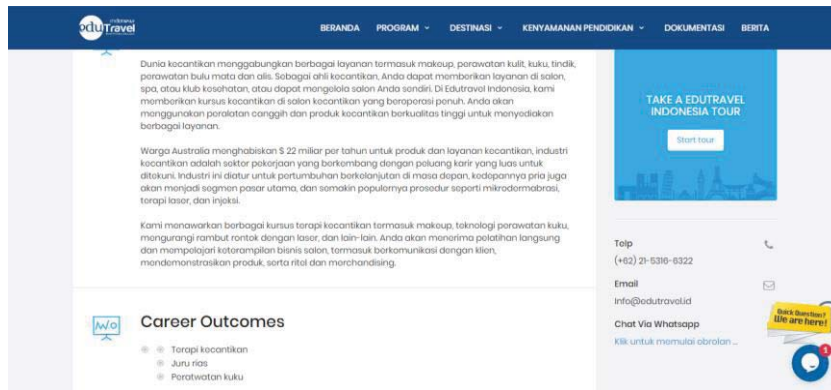 indonesia
eduTravel
BERANDA PROGRAM DESTINASI KENYAMANAN PENDIDIKAN DOKUMENTASI BERITA
Dunia kecantikan menggabungkan berbagai layanan termasuk makeup, perawatan kulit, kuku, tindik,
perawatan bulu mata dan alis. Sebagai ahli kecantikan, Anda dapat memberikan layanan di salon,
spa, atau klub kesehatan, atau dapat mengelola salon Anda sendiri. Di Edutravel Indonesia, kami
memberikan kursus kecantikan di salon kecantikan yang beroperasi penuh. Anda akan
menggunakan peralatan canggih dan produk kecantikan berkualitas tinggi untuk menyediakan
berbagai layanan.
Warga Australia menghabiskan $ 22 miliar per tahun untuk produk dan layanan kecantikan, industri
kecantikan adalah sektor pekerjaan yang berkembang dengan peluang karir yang luas untuk
ditekuni. Industri ini diatur untuk pertumbuhan berkelanjutan di masa depan, kedepannya pria juga
akan menjadi segmen pasar utama, dan semakin populernya prosedur seperti mikrodermabrasi,
terapi laser, dan injeksi.
Kami menawarkan berbagai kursus terapi kecantikan termasuk makeup, teknologi perawatan kuku,
mengurangi rambut rontok dengan laser, dan lain-lain. Anda akan menerima pelatihan langsung
dan mempelajari keterampilan bisnis salon, termasuk berkomunikasi dengan klien,
mendemonstrasikan produk, serta ritel dan merchandising.
Career Outcomes
Terapi kecantikan
Juru rias
Peratwatan kuku
TAKE A EDUTRAVEL
INDONESIA TOUR
Start tour
Telp
(+62) 21-5316-6322
Email
Info@edutravel.id
Chat Via Whatsapp
Klik untuk memulai obrolan ...
Quick Question?
We are here!
1